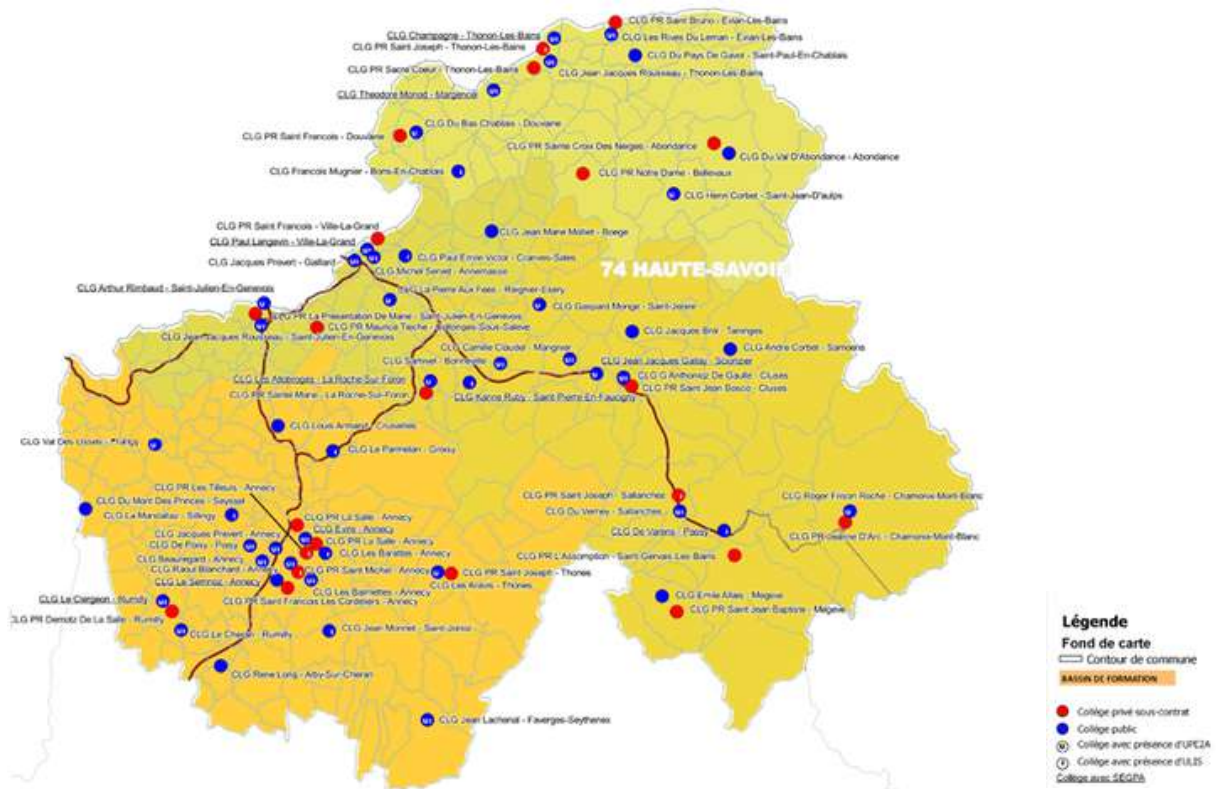 CLG PR Saint Bruno - Evian-Les-Bains
CLG Champagne - Thonon-Les-Bains
CLG Les Rives Du Leman - Evian-Les-Bains
CLG PR Saint Joseph - Thonon-Les-Bains
CLG Du Pays De Gavot - Saint-Paul-En-Chablais
CLG PR Sacre Coeur - Thonon-Les-Bains
CLG Jean Jacques Rousseau - Thonon-Les-Bains
CLG Theodore Monod - Margencel
CLG Du Bas Chablais - Douvaine
CLG PR Saint Francois - Douvaine
CLG PR Sainte Croix Des Neiges - Abondance
CLG Du Val D'Abondance - Abondance
CLG Francois Mugnier - Bons-En-Chablais
CLG PR Notre Dame - Bellevaux
CLG Henri Corbet - Saint-Jean-D'aulps
CLG PR Saint Francois - Ville-La-Grand
CLG Jean Marie Molliet - Boege
CLG Paul Langevin - Ville-La-Grand
CLG Paul Emile Victor - Cranves-Sales
CLG Jacques Prevert - Gaillard
CLG Michel Servet - Annemasse
74 HAUTE-SAVOIE
CLG Arthur Rimbaud - Saint-Julien-En-Genevois
CLG La Pierre Aux Fees - Reignier-Esery
CLG Gaspard Monge - Saint-Jeoire
CLG PR La Presentation De Marie - Saint-Julien-En-Genevois
CLG PR Maurice Tieche - Collonges-Sous-Saleve
CLG Jean Jacques Rousseau - Saint-Julien-En-Genevois
CLG Jacques Brel - Taninges
CLG Camille Claudel - Marignier
CLG Andre Corbet - Samoens
CLG Samivel - Bonneville
CLG Jean Jacques Gallay - Scionzier
CLG Les Allobroges - La Roche-Sur-Foron
CLG G Anthonioz De Gaulle - Cluses
CLG PR Sainte Marie - La Roche-Sur-Foron
CLG Karine Ruby - Saint Pierre-En-Faucigny
CLG PR Saint Jean Bosco - Cluses
CLG Louis Armand - Cruseilles
CLG Val Des Usses - Frangy
CLG Le Parmelan - Groisy
CLG PR Les Tilleuls - Annecy
CLG PR Saint Joseph - Sallanches
CLG Roger Frison Roche - Chamonix-Mont-Blanc
CLG Du Mont Des Princes - Seyssel
CLG La Mandallaz - Sillingy
CLG Du Verney - Sallanches
CLG PR La Salle - Annecy
CLG De Varens - Passy
CLG PR Jeanne D'Arc - Chamonix-Mont-Blanc
CLG Jacques Prevert - Annecy
CLG Evire - Annecy
CLG De Poisy - Poisy
CLG PR La Salle - Annecy
CLG Beauregard - Annecy
CLG Les Barattes - Annecy
CLG PR L'Assomption - Saint-Gervais-Les-Bains
CLG Raoul Blanchard - Annecy
CLG PR Saint Michel - Annecy
CLG PR Saint Joseph - Thones
CLG Le Semnoz - Annecy
CLG Les Aravis - Thones
CLG Les Balmettes - Annecy
CLG PR Saint Francois Les Cordeliers - Annecy
CLG Emile Allais - Megeve
CLG Le Clergeon - Rumilly
CLG PR Saint Jean Baptiste - Megeve
CLG PR Demotz De La Salle - Rumilly
CLG Le Cheran - Rumilly
CLG Jean Monnet - Saint-Jorioz
CLG Rene Long - Alby-Sur-Cheran
CLG Jean Lachenal - Faverges-Seythenex
Légende
Fond de carte
Contour de commune
BASSIN DE FORMATION
Collège privé sous-contrat
Collège public
U Collège avec présence d'UPE2A
Collège avec présence d'ULIS
Collège avec SEGPA